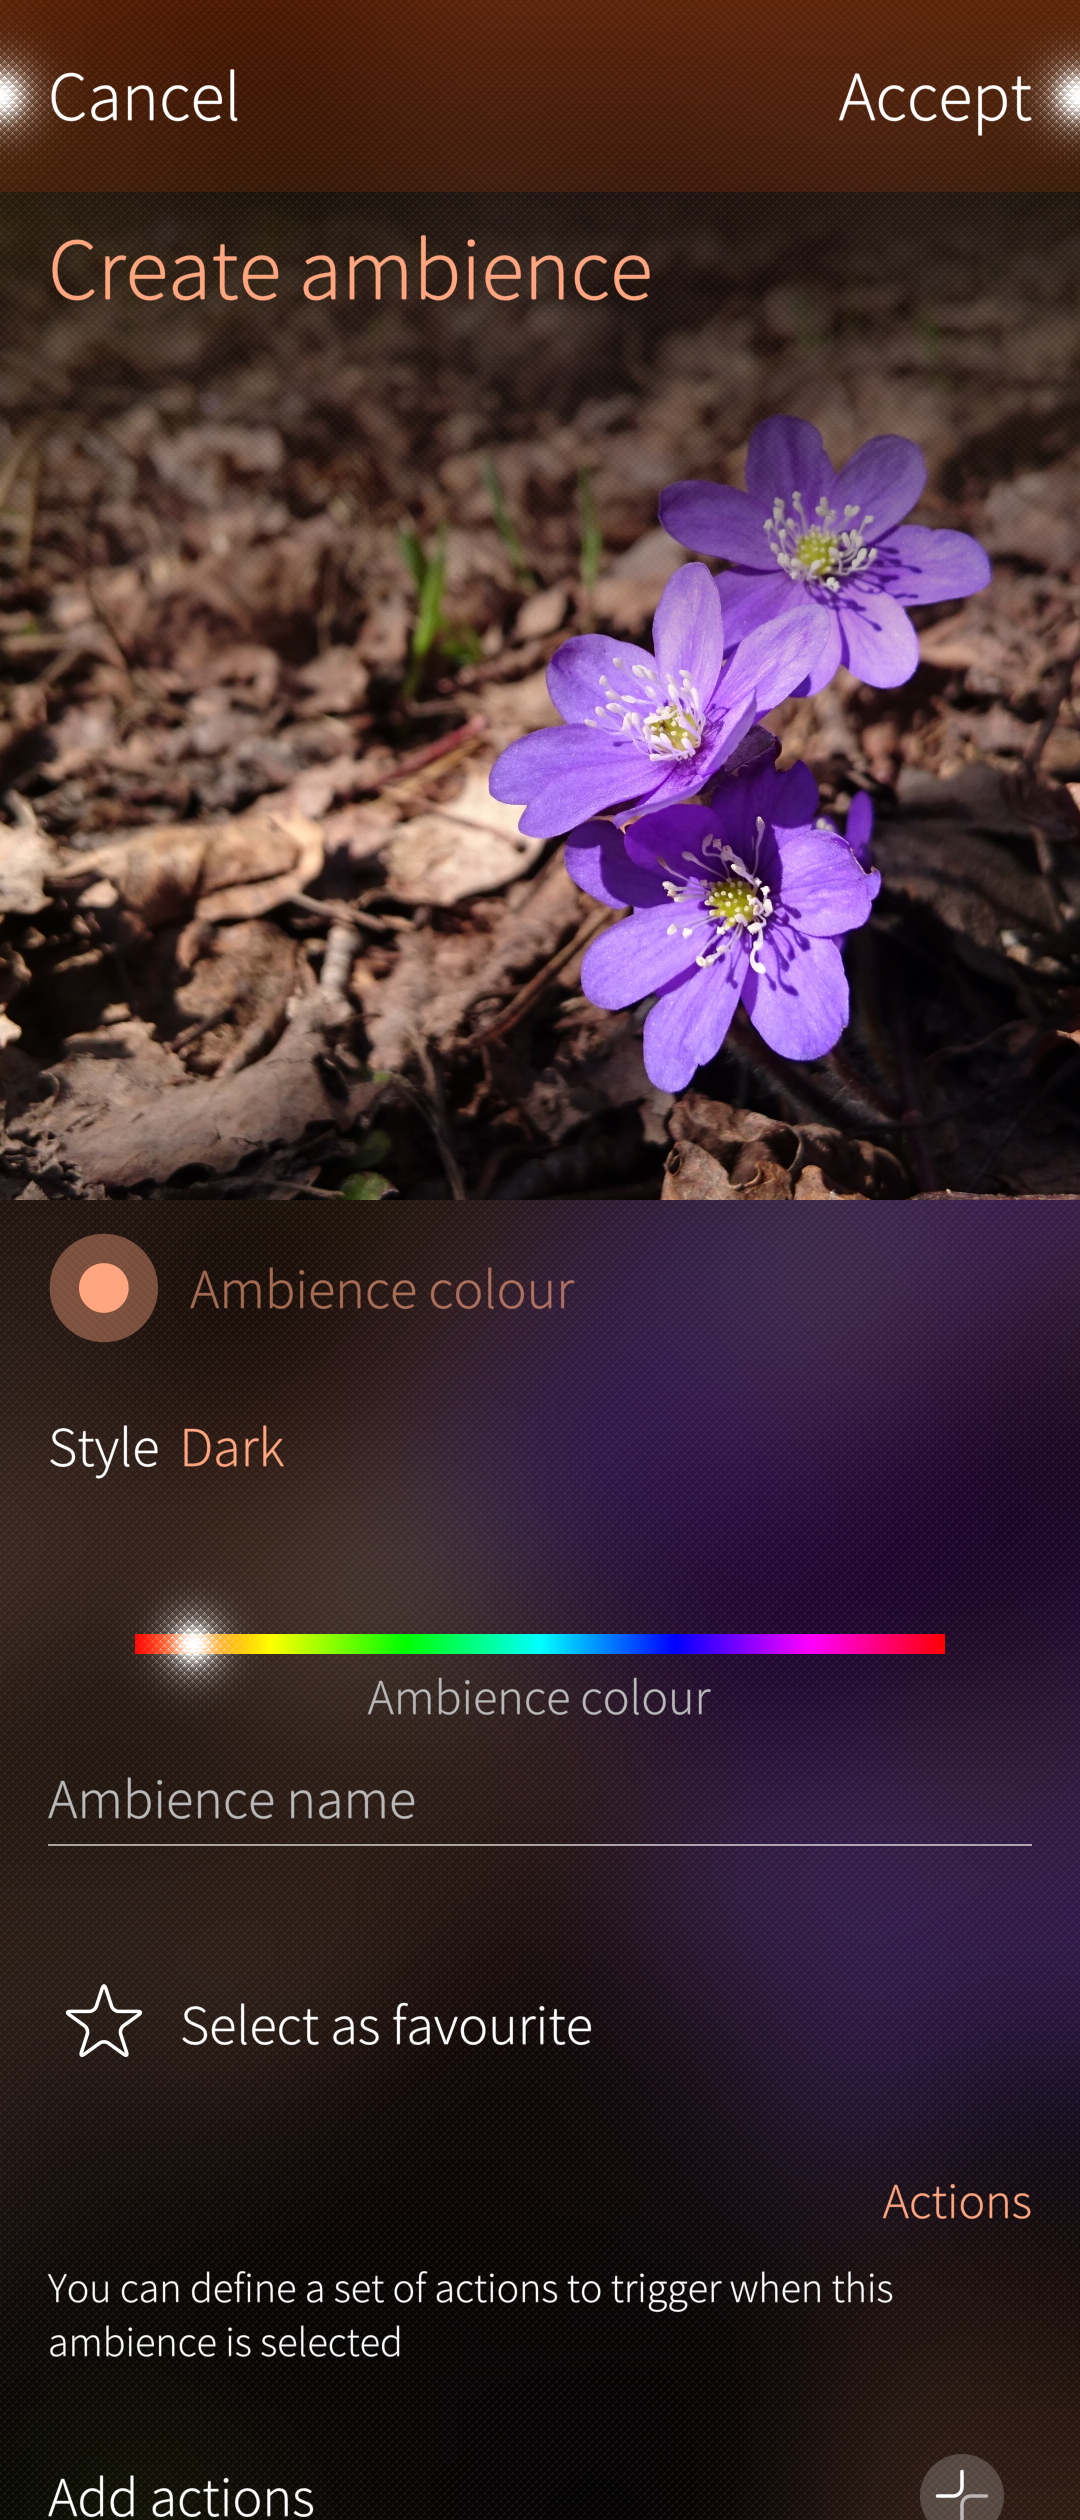 Cancel
Accept
Create ambience
Ambience colour
Style Dark
Ambience colour
Ambience name
Select as favourite
Actions
You can define a set of actions to trigger when this
ambience is selected
Add actions